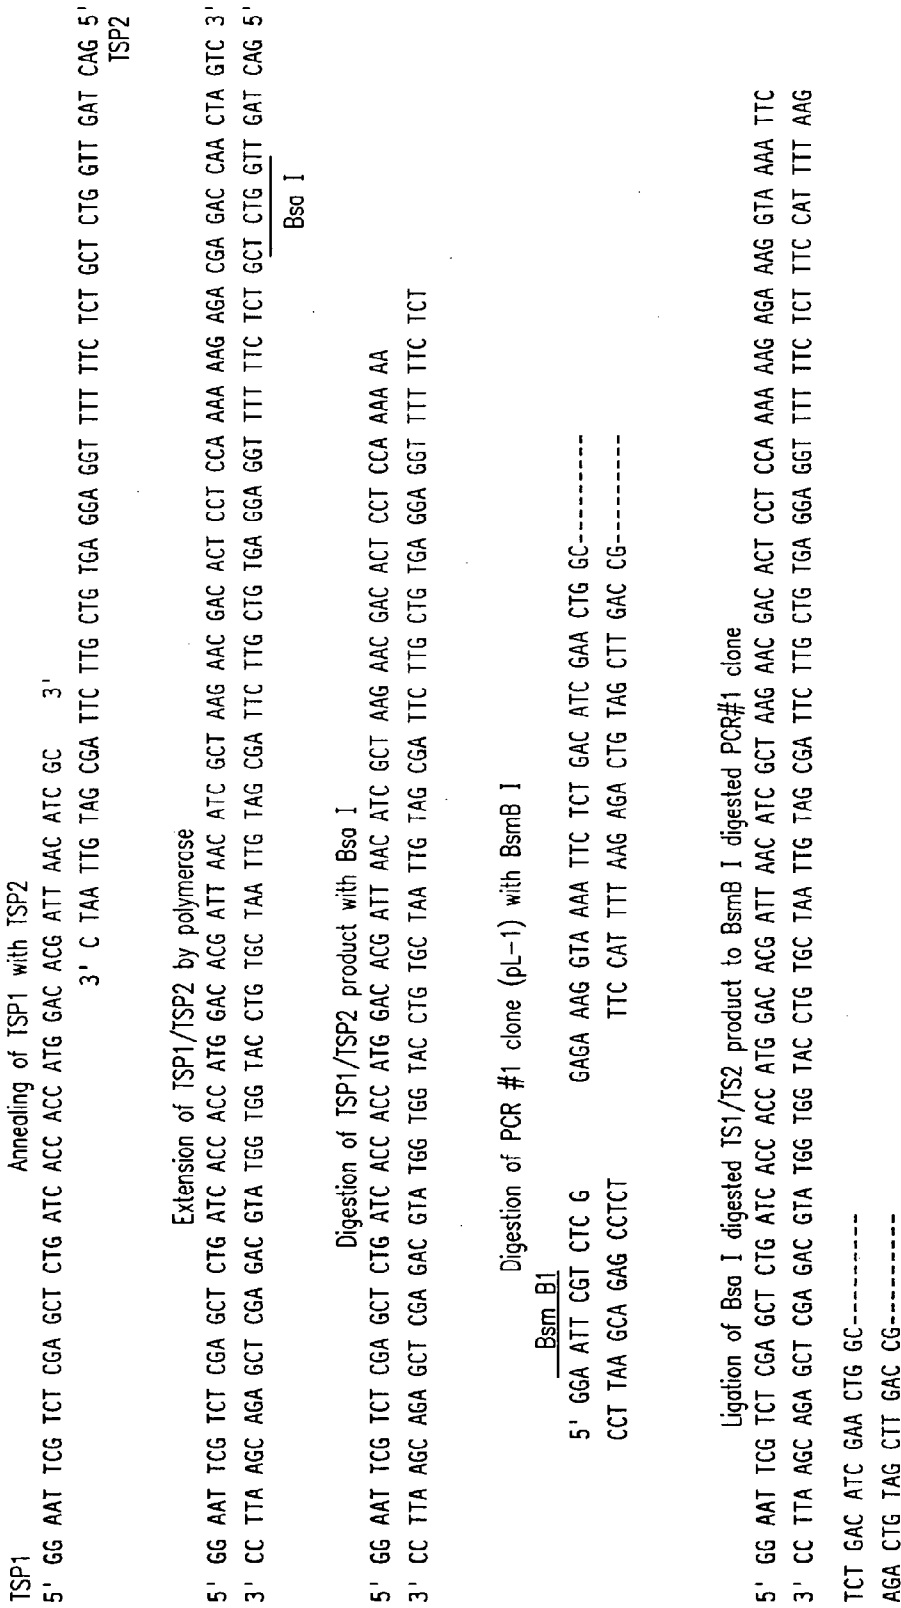 Annealing of TSP1 with TSP2
TSP1
5' GG AAT TCG TCT CGA GCT CTG ATC ACC ACC ATG GAC ACG ATT AAC ATC GC 3'
3' C TAA TTG TAG CGA TTC TTG CTG TGA GGA GGT TTT TTC TCT GCT CTG GTT GAT CAG 5'
TSP2
Extension of TSP1/TSP2 by polymerase
5' GG AAT TCG TCT CGA GCT CTG ATC ACC ACC ATG GAC ACG ATT AAC ATC GCT AAG AAC GAC ACT CCT CCA AAA AAG AGA CGA GAC CAA CTA GTC 3'
3' CC TTA AGC AGA GCT CGA GAC GTA TGG TGG TAC CTG TGC TAA TTG TAG CGA TTC TTG CTG TGA GGA GGT TTT TTC TCT GCT CTG GTT GAT CAG 5'
Bsa I
Digestion of TSP1/TSP2 product with Bsa I
5' GG AAT TCG TCT CGA GCT CTG ATC ACC ACC ATG GAC ACG ATT AAC ATC GCT AAG AAC GAC ACT CCT CCA AAA AA
3' CC TTA AGC AGA GCT CGA GAC GTA TGG TGG TAC CTG TGC TAA TTG TAG CGA TTC TTG CTG TGA GGA GGT TTT TTC TCT
Digestion of PCR #1 clone (pL-1) with BsmB I
Bsm B1
5' GGA ATT CGT CTC G GAGA AAG GTA AAA TTC TCT GAC ATC GAA CTG GC----------
CCT TAA GCA GAG CCTCT TTC CAT TTT AAG AGA CTG TAG CTT GAC CG----------
Ligation of Bsa I digested TS1/TS2 product to BsmB I digested PCR#1 clone
5' GG AAT TCG TCT CGA GCT CTG ATC ACC ACC ATG GAC ACG ATT AAC ATC GCT AAG AAC GAC ACT CCT CCA AAA AAG AGA AAG GTA AAA TTC
3' CC TTA AGC AGA GCT CGA GAC GTA TGG TGG TAC CTG TGC TAA TTG TAG CGA TTC TTG CTG TGA GGA GGT TTT TTC TCT TTC CAT TTT AAG
TCT GAC ATC GAA CTG GC----------
AGA CTG TAG CTT GAC CG----------